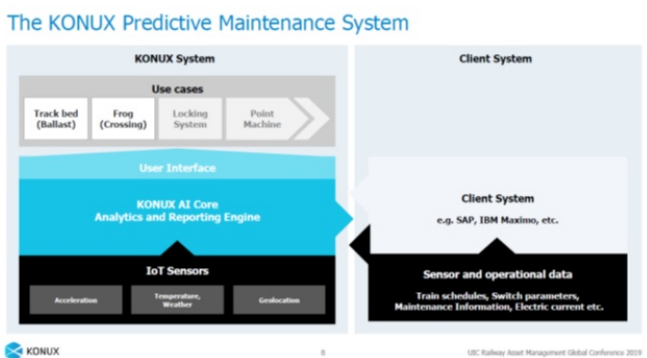 The KONUX Predictive Maintenance System
KONUX System
Use cases
Track bed
(Ballast)
Frog
(Crossing)
Locking
System
Point
Machine
User Interface
KONUX AI Core
Analytics and Reporting Engine
IoT Sensors
Acceleration
Temperature,
Weather
Geolocation
Client System
Client System
e.g. SAP, IBM Maximo, etc.
Sensor and operational data
Train schedules, Switch parameters,
Maintenance Information, Electric current etc.
KONUX
8
UIC Railway Asset Management Global Conference 2019